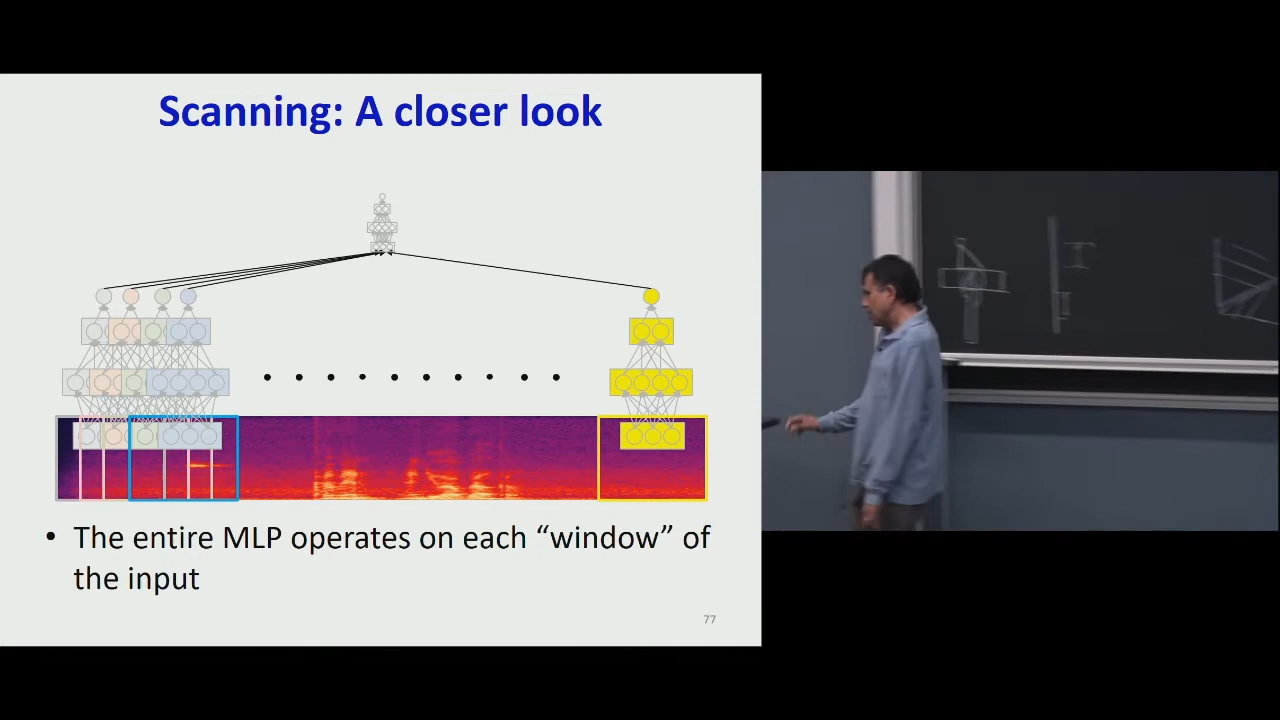 Scanning: A closer look
• The entire MLP operates on each “window” of
the input
77